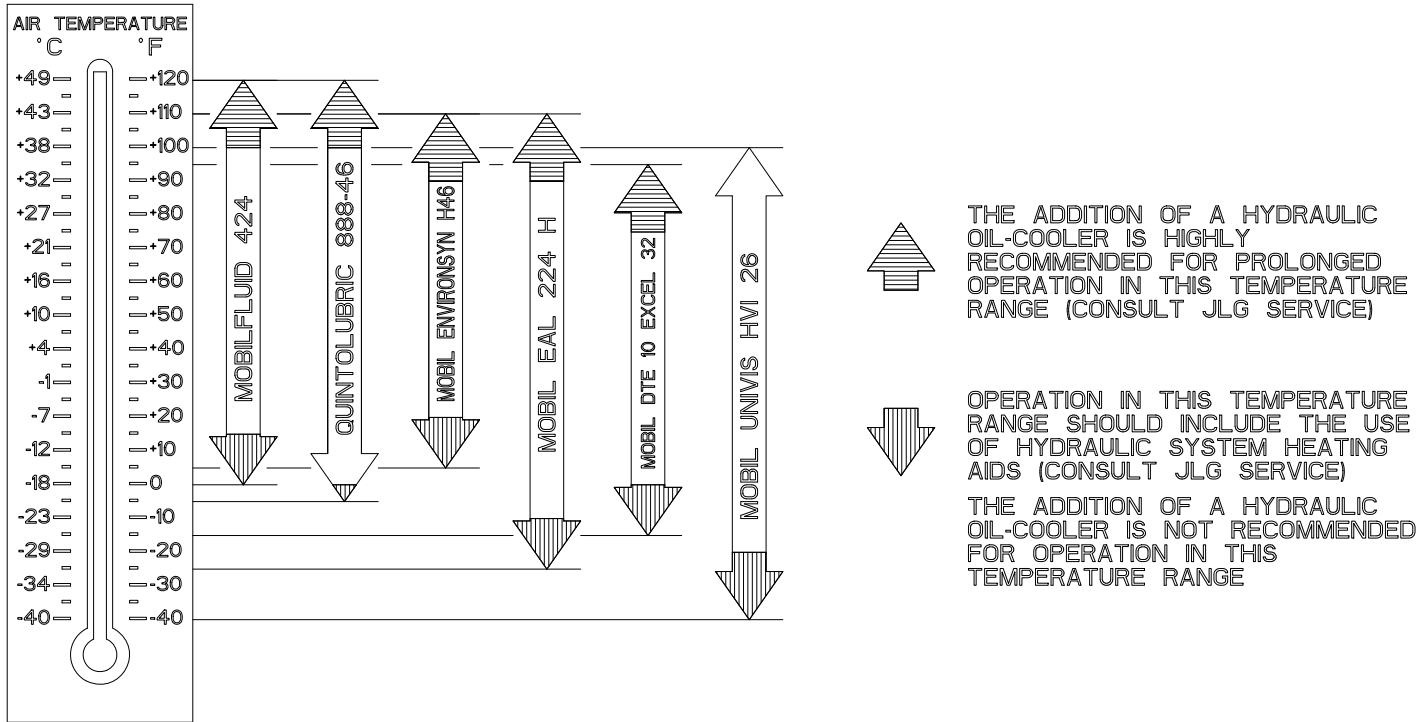 AIR TEMPERATURE
°C °F
+49 +120
+43 +110
+38 +100
+32 +90
+27 +80
+21 +70
+16 +60
+10 +50
+4 +40
-1 +30
-7 +20
-12 +10
-18 0
-23 -10
-29 -20
-34 -30
-40 -40
MOBILFLUID 424
QUINTOLUBRIC 888-46
MOBIL ENVIRONSYN H46
MOBIL EAL 224 H
MOBIL DTE 10 EXCEL 32
MOBIL UNIVIS HVI 26
THE ADDITION OF A HYDRAULIC
OIL-COOLER IS HIGHLY
RECOMMENDED FOR PROLONGED
OPERATION IN THIS TEMPERATURE
RANGE (CONSULT JLG SERVICE)
OPERATION IN THIS TEMPERATURE
RANGE SHOULD INCLUDE THE USE
OF HYDRAULIC SYSTEM HEATING
AIDS (CONSULT JLG SERVICE)
THE ADDITION OF A HYDRAULIC
OIL-COOLER IS NOT RECOMMENDED
FOR OPERATION IN THIS
TEMPERATURE RANGE